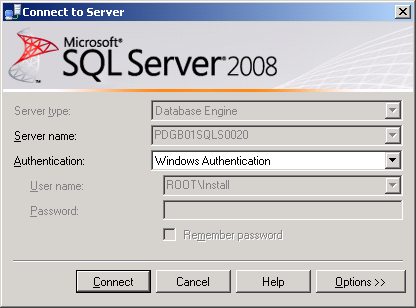 Connect to Server
Microsoft®
SQL Server® 2008
Server type: Database Engine
Server name: PDGB01SQLS0020
Authentication: Windows Authentication
User name: ROOT\Install
Password:
Remember password
Connect Cancel Help Options >>